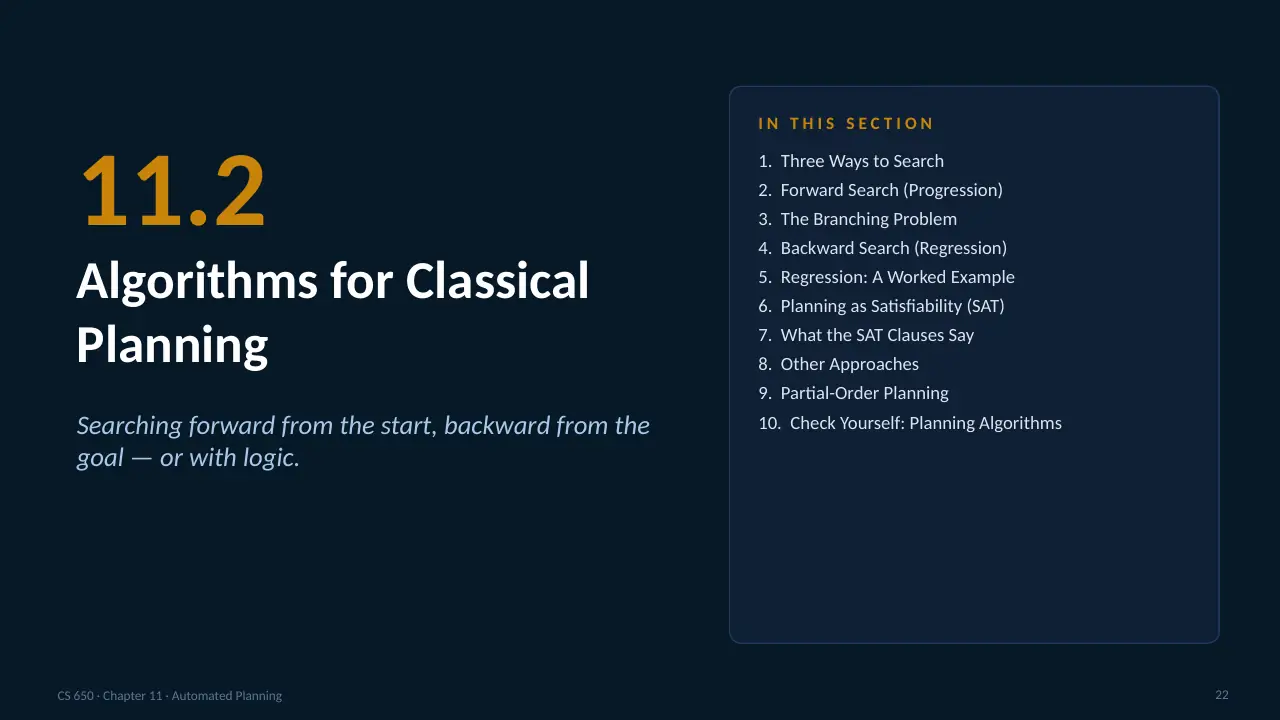 11.2
Algorithms for Classical
Planning
Searching forward from the start, backward from the
goal — or with logic.
IN THIS SECTION
1. Three Ways to Search
2. Forward Search (Progression)
3. The Branching Problem
4. Backward Search (Regression)
5. Regression: A Worked Example
6. Planning as Satisfiability (SAT)
7. What the SAT Clauses Say
8. Other Approaches
9. Partial-Order Planning
10. Check Yourself: Planning Algorithms
CS 650 · Chapter 11 · Automated Planning
22